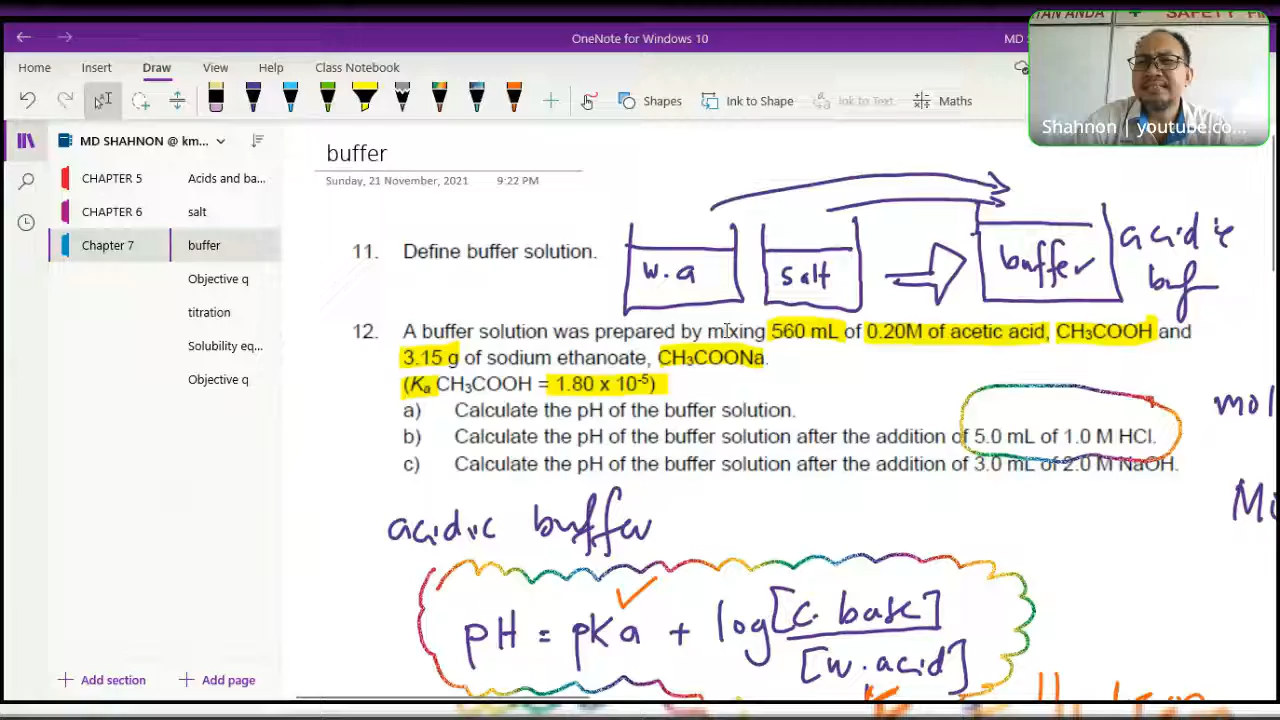 TAN ANDA + SAFETY FI
OneNote for Windows 10
MD S
Home Insert Draw View Help Class Notebook
Shapes Ink to Shape Ink to Text Maths
Shahnon | youtube.co...
MD SHAHNON @ km...
CHAPTER 5 Acids and ba...
CHAPTER 6 salt
Chapter 7 buffer
Objective q
titration
Solubility eq...
Objective q
Add section Add page
buffer
Sunday, 21 November, 2021 9:22 PM
11. Define buffer solution.
w.a salt buffer acidic
buf
12. A buffer solution was prepared by mixing 560 mL of 0.20M of acetic acid, CH₃COOH and
3.15 g of sodium ethanoate, CH₃COONa.
(Kₐ CH₃COOH = 1.80 x 10⁻⁵)
a) Calculate the pH of the buffer solution.
b) Calculate the pH of the buffer solution after the addition of 5.0 mL of 1.0 M HCl.
c) Calculate the pH of the buffer solution after the addition of 3.0 mL of 2.0 M NaOH.
mol
acidic buffer
pH = pKa + log [c. base]
[w. acid]